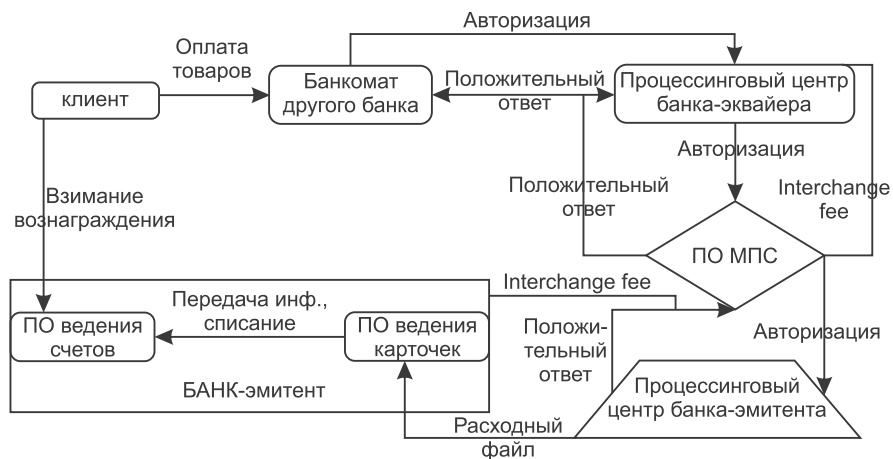 Авторизация
Оплата
товаров
клиент
Банкомат
другого банка
Положительный
ответ
Процессинговый центр
банка-эквайера
Авторизация
Положительный
ответ
Interchange
fee
Взимание
вознаграждения
ПО МПС
Interchange fee
Передача инф.,
списание
ПО ведения
счетов
ПО ведения
карточек
БАНК-эмитент
Положи-
тельный
ответ
Авторизация
Процессинговый
центр банка-эмитента
Расходный
файл